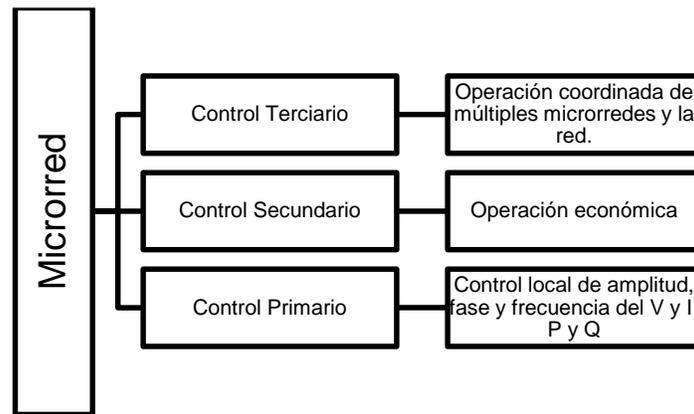 Microrred
Control Terciario
Operación coordinada de
múltiples microrredes y la
red.
Control Secundario
Operación económica
Control Primario
Control local de amplitud,
fase y frecuencia del V y I
P y Q